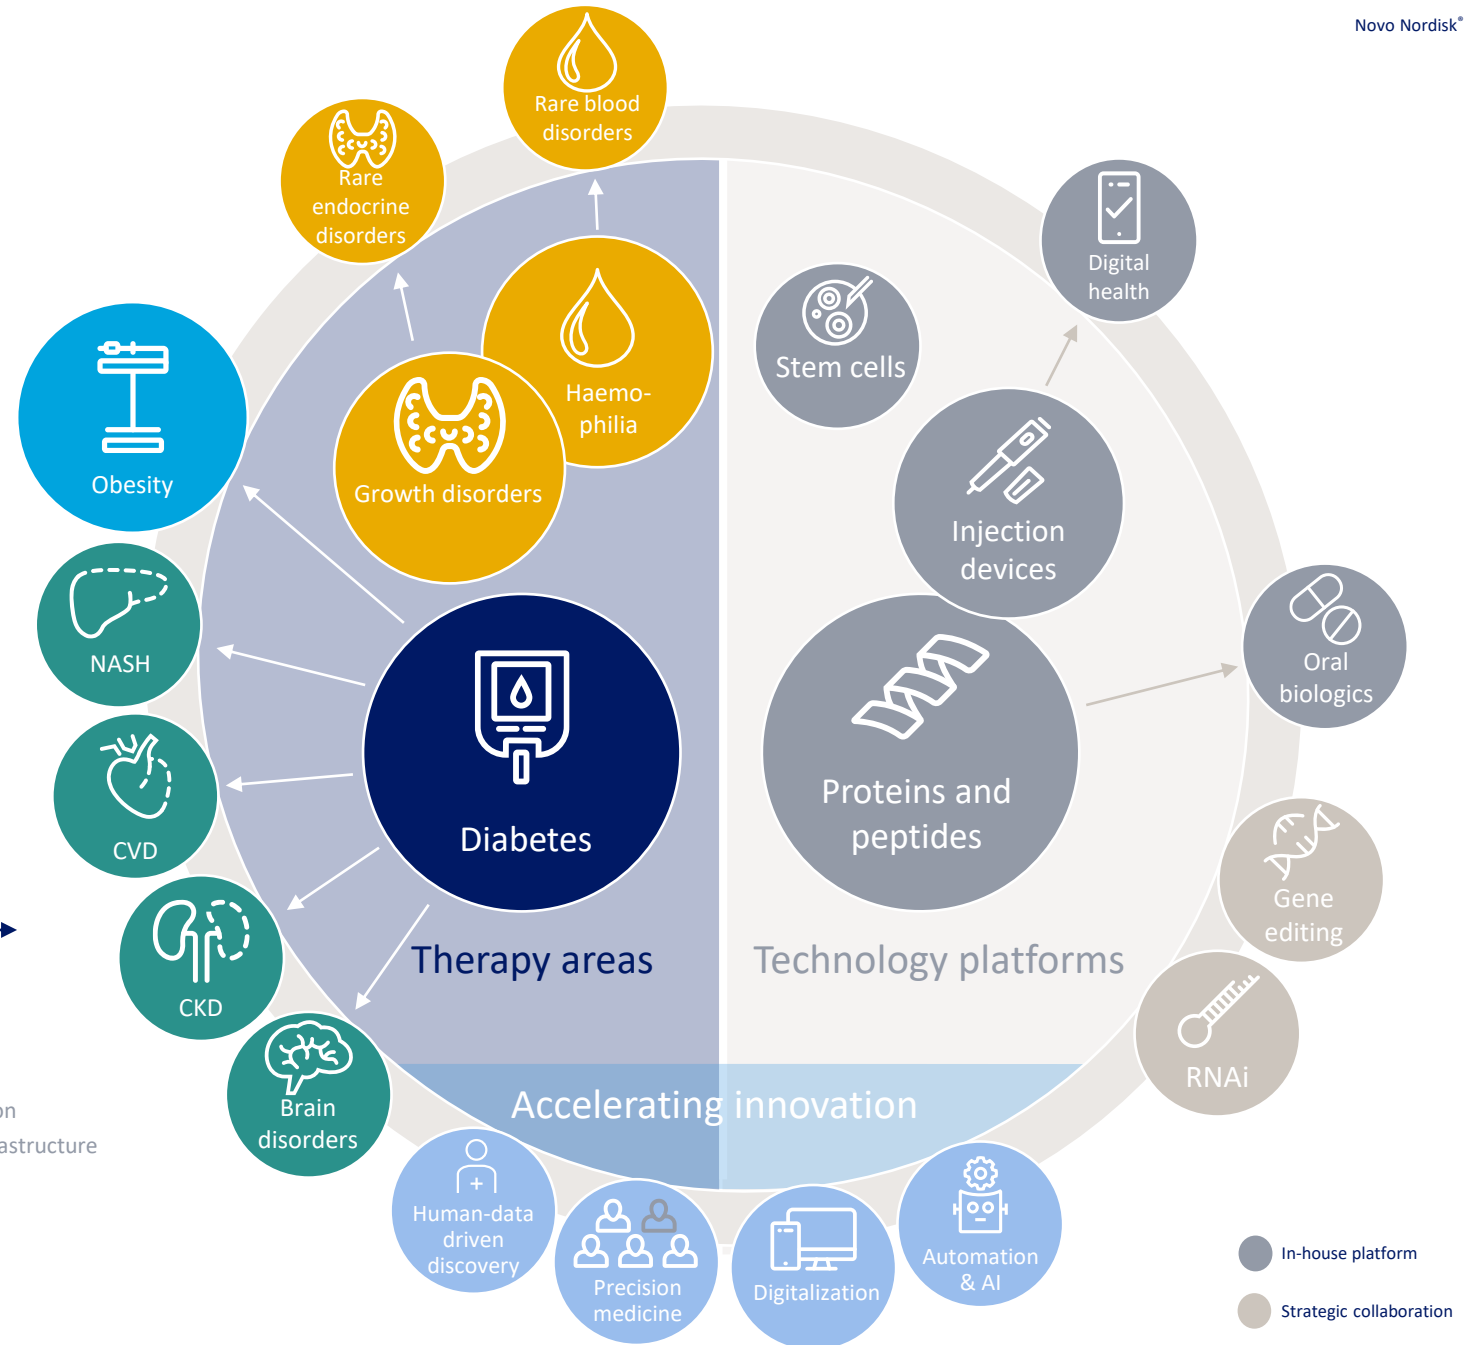 Novo Nordisk®
Rare blood
disorders
Rare
endocrine
disorders
Digital
health
Stem cells
Haemo-
philia
Growth disorders
Obesity
Injection
devices
NASH
Oral
biologics
CVD
Diabetes
Proteins and
peptides
Gene
editing
Therapy areas
Technology platforms
CKD
RNAi
Brain
disorders
Accelerating innovation
Human-data
driven
discovery
Precision
medicine
Digitalization
Automation
& AI
In-house platform
Strategic collaboration